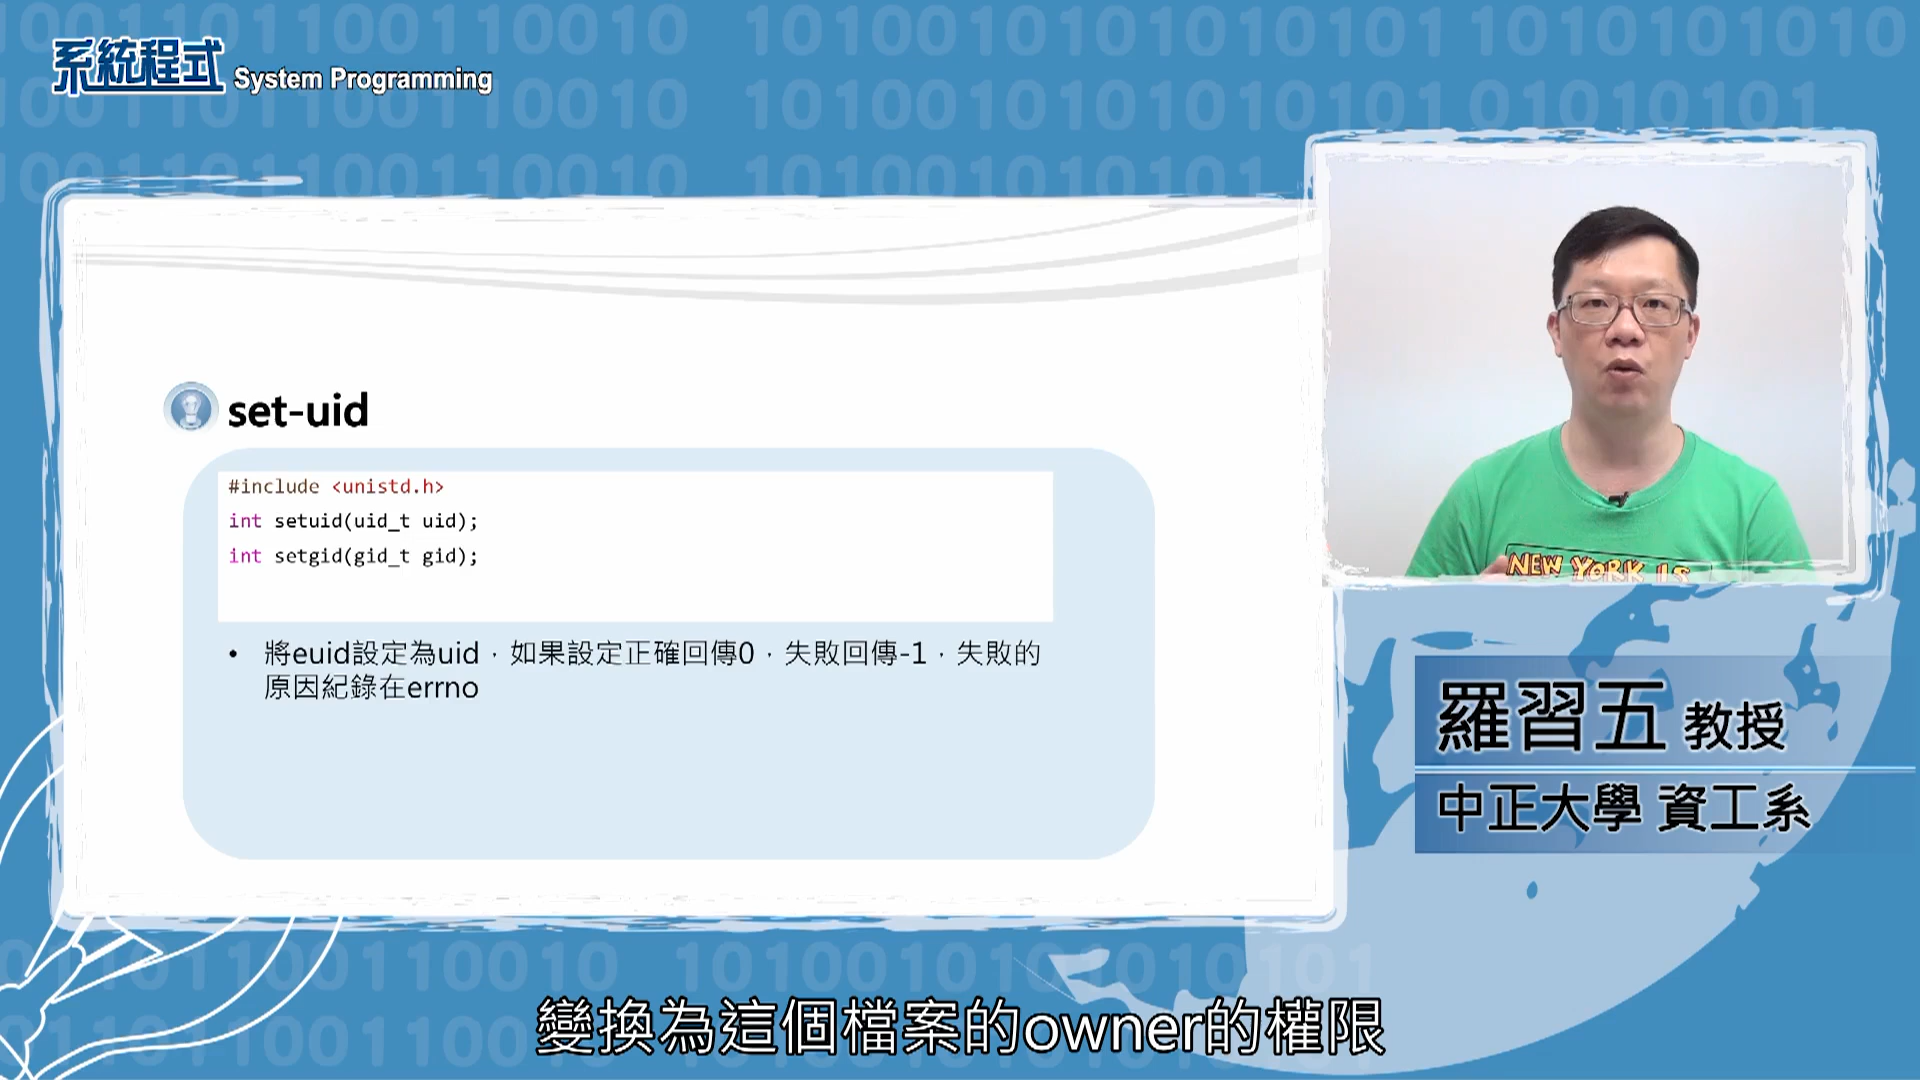 系統程式 System Programming
set-uid
#include <unistd.h>
int setuid(uid_t uid);
int setgid(gid_t gid);
• 將euid設定為uid，如果設定正確回傳0，失敗回傳-1，失敗的
原因紀錄在errno
NEW YORK IS
羅習五 教授
中正大學 資工系
變換為這個檔案的owner的權限